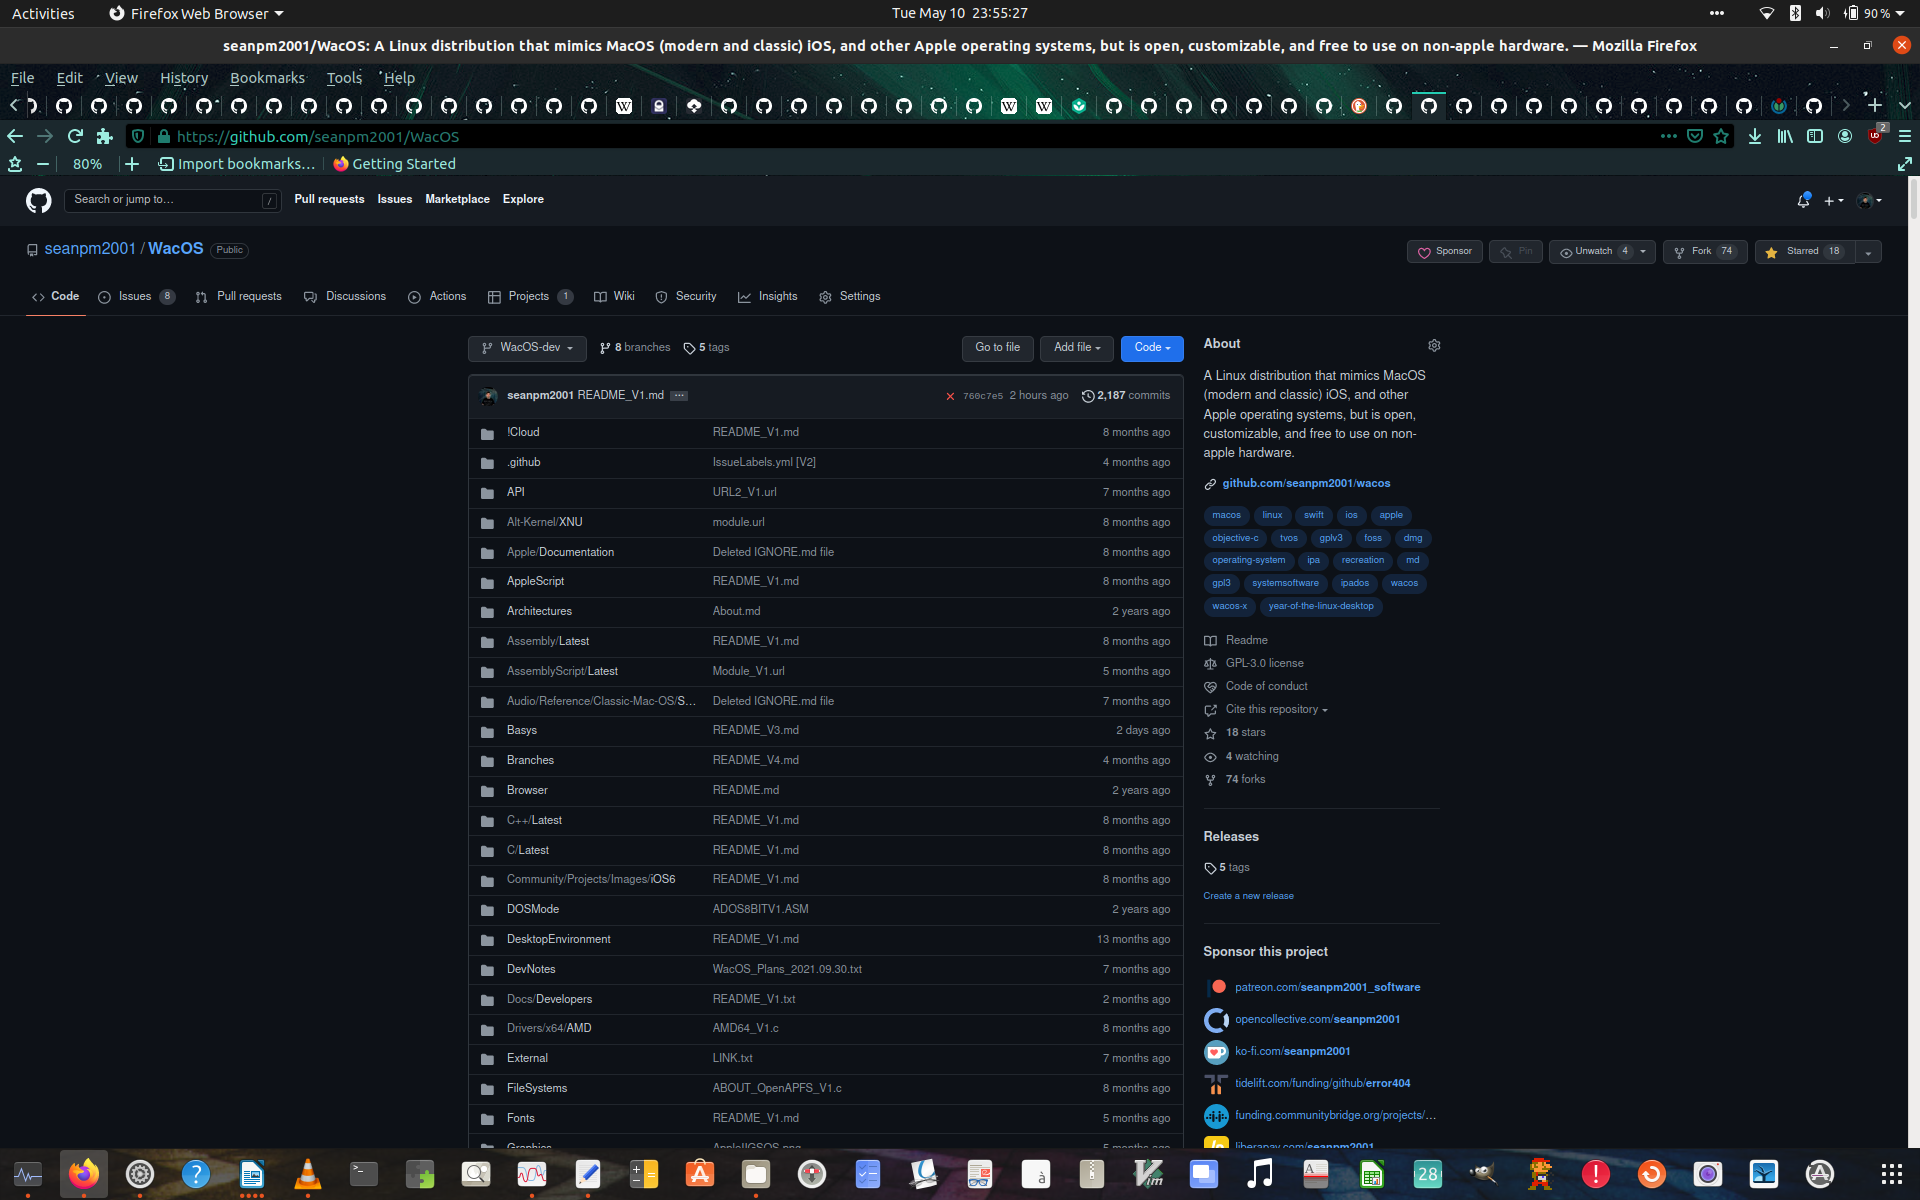 Activities
Firefox Web Browser
Tue May 10 23:55:27
90 %
seanpm2001/WacOS: A Linux distribution that mimics MacOS (modern and classic) iOS, and other Apple operating systems, but is open, customizable, and free to use on non-apple hardware. — Mozilla Firefox
File Edit View History Bookmarks Tools Help
https://github.com/seanpm2001/WacOS
2
80%
Import bookmarks…
Getting Started
Search or jump to…
/
Pull requests Issues Marketplace Explore
seanpm2001 / WacOS Public
Sponsor
Pin
Unwatch 4
Fork 74
Starred 18
Code
Issues 8
Pull requests
Discussions
Actions
Projects 1
Wiki
Security
Insights
Settings
WacOS-dev
8 branches
5 tags
Go to file
Add file
Code
seanpm2001 README_V1.md
760c7e5 2 hours ago
2,187 commits
!Cloud README_V1.md 8 months ago
.github IssueLabels.yml [V2] 4 months ago
API URL2_V1.url 7 months ago
Alt-Kernel/XNU module.url 8 months ago
Apple/Documentation Deleted IGNORE.md file 8 months ago
AppleScript README_V1.md 8 months ago
Architectures About.md 2 years ago
Assembly/Latest README_V1.md 8 months ago
AssemblyScript/Latest Module_V1.url 5 months ago
Audio/Reference/Classic-Mac-OS/S… Deleted IGNORE.md file 7 months ago
Basys README_V3.md 2 days ago
Branches README_V4.md 4 months ago
Browser README.md 2 years ago
C++/Latest README_V1.md 8 months ago
C/Latest README_V1.md 8 months ago
Community/Projects/Images/iOS6 README_V1.md 8 months ago
DOSMode ADOS8BITV1.ASM 2 years ago
DesktopEnvironment README_V1.md 13 months ago
DevNotes WacOS_Plans_2021.09.30.txt 7 months ago
Docs/Developers README_V1.txt 2 months ago
Drivers/x64/AMD AMD64_V1.c 8 months ago
External LINK.txt 7 months ago
FileSystems ABOUT_OpenAPFS_V1.c 8 months ago
Fonts README_V1.md 5 months ago
Graphics AppleIIGSOS.png 5 months ago
About
A Linux distribution that mimics MacOS
(modern and classic) iOS, and other
Apple operating systems, but is open,
customizable, and free to use on non-
apple hardware.
github.com/seanpm2001/wacos
macos linux swift ios apple
objective-c tvos gplv3 foss dmg
operating-system ipa recreation md
gpl3 systemsoftware ipados wacos
wacos-x year-of-the-linux-desktop
Readme
GPL-3.0 license
Code of conduct
Cite this repository
18 stars
4 watching
74 forks
Releases
5 tags
Create a new release
Sponsor this project
patreon.com/seanpm2001_software
opencollective.com/seanpm2001
ko-fi.com/seanpm2001
tidelift.com/funding/github/error404
funding.communitybridge.org/projects/…
liberapay.com/seanpm2001
28